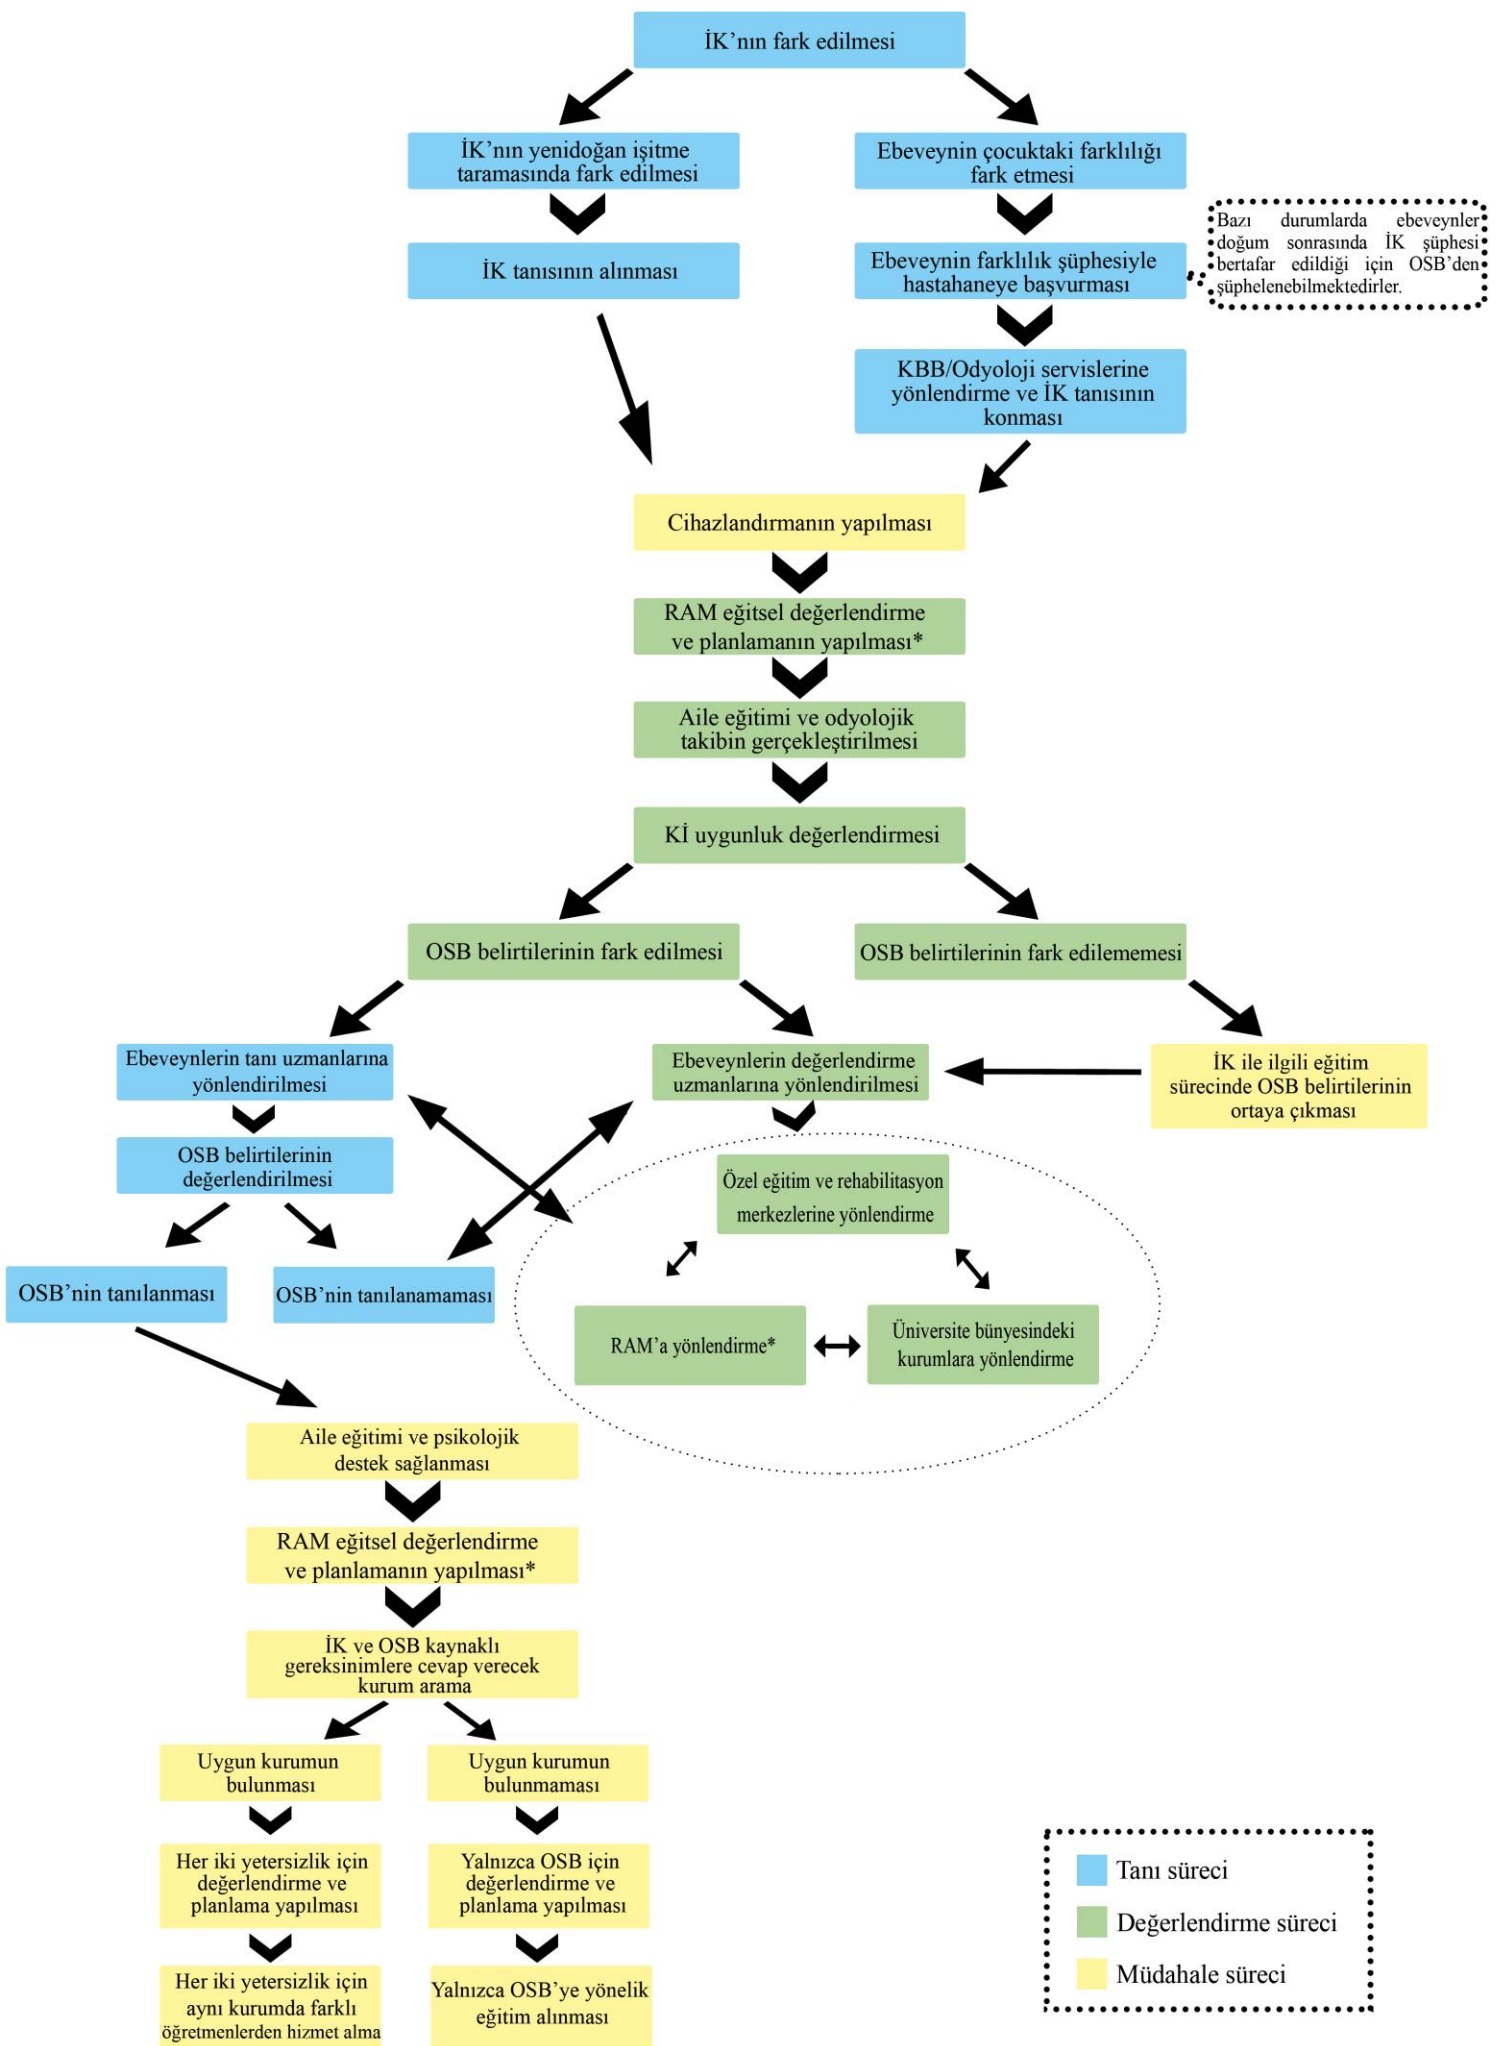 İK’nın fark edilmesi
İK’nın yenidoğan işitme
taramasında fark edilmesi
Ebeveynin çocuktaki farklılığı
fark etmesi
İK tanısının alınması
Ebeveynin farklılık şüphesiyle
hastahaneye başvurması
Bazı durumlarda ebeveynler
doğum sonrasında İK şüphesi
bertafar edildiği için OSB’den
şüphelenebilmektedirler.
KBB/Odyoloji servislerine
yönlendirme ve İK tanısının
konması
Cihazlandırmanın yapılması
RAM eğitsel değerlendirme
ve planlamanın yapılması*
Aile eğitimi ve odyolojik
takibin gerçekleştirilmesi
Kİ uygunluk değerlendirmesi
OSB belirtilerinin fark edilmesi
OSB belirtilerinin fark edilememesi
Ebeveynlerin tanı uzmanlarına
yönlendirilmesi
Ebeveynlerin değerlendirme
uzmanlarına yönlendirilmesi
İK ile ilgili eğitim
sürecinde OSB belirtilerinin
ortaya çıkması
OSB belirtilerinin
değerlendirilmesi
Özel eğitim ve rehabilitasyon
merkezlerine yönlendirme
OSB’nin tanılanması
OSB’nin tanılanamaması
RAM’a yönlendirme*
Üniversite bünyesindeki
kurumlara yönlendirme
Aile eğitimi ve psikolojik
destek sağlanması
RAM eğitsel değerlendirme
ve planlamanın yapılması*
İK ve OSB kaynaklı
gereksinimlere cevap verecek
kurum arama
Uygun kurumun
bulunması
Uygun kurumun
bulunmaması
Her iki yetersizlik için
değerlendirme ve
planlama yapılması
Yalnızca OSB için
değerlendirme ve
planlama yapılması
Her iki yetersizlik için
aynı kurumda farklı
öğretmenlerden hizmet alma
Yalnızca OSB’ye yönelik
eğitim alınması
Tanı süreci
Değerlendirme süreci
Müdahale süreci